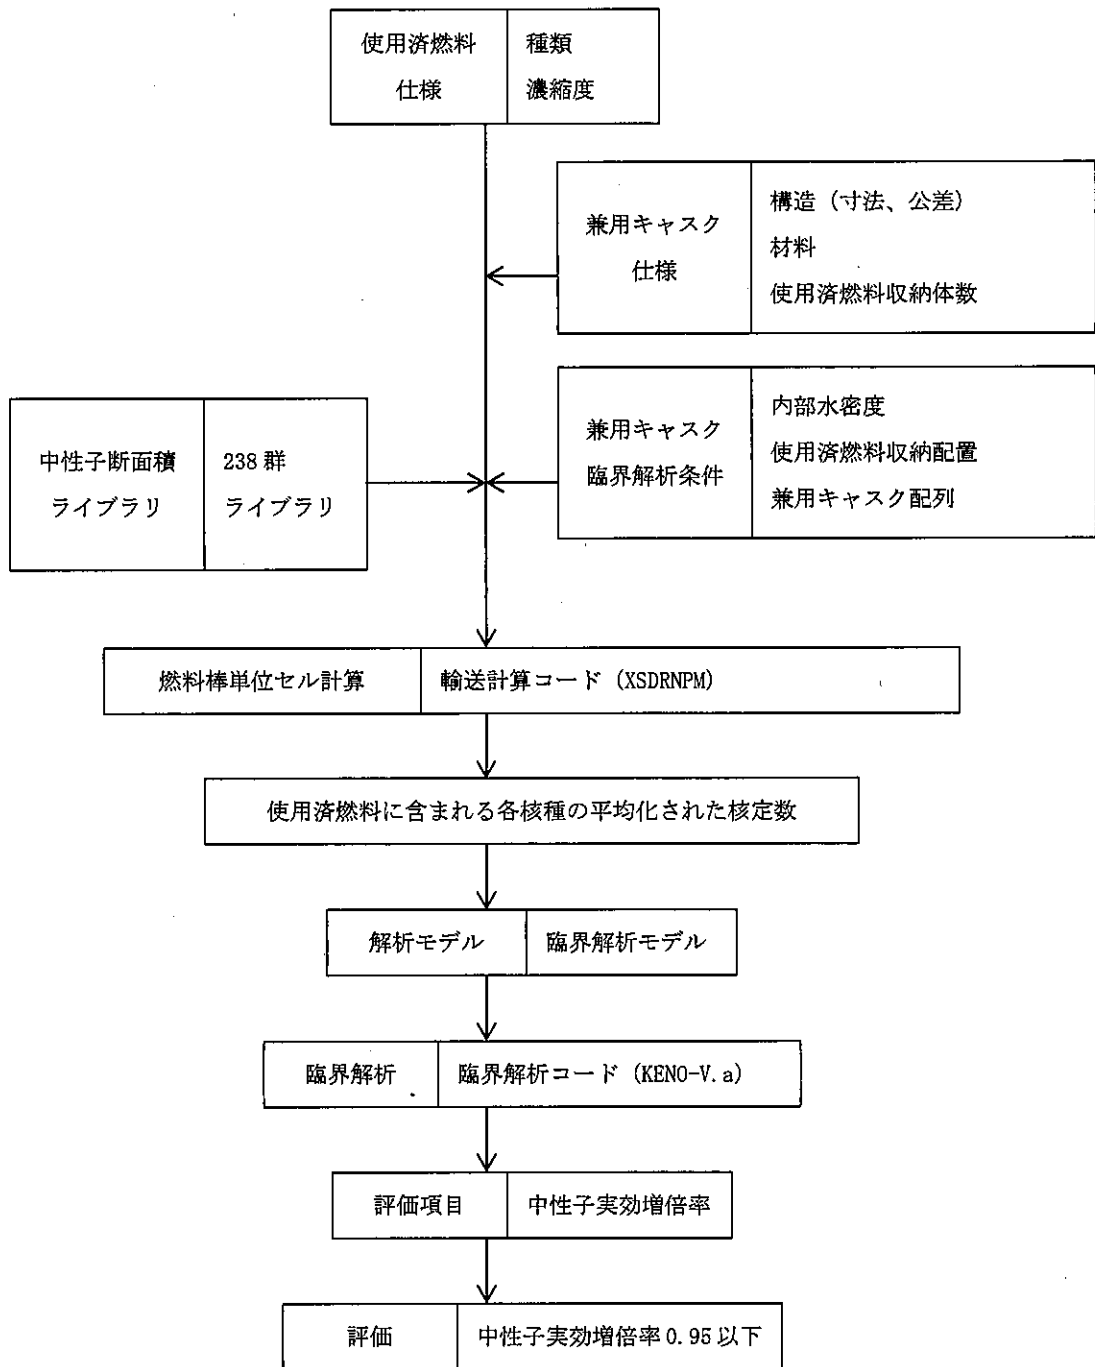 使用済燃料
仕様
種類
濃縮度
兼用キャスク
仕様
構造（寸法、公差）
材料
使用済燃料収納体数
兼用キャスク
臨界解析条件
内部水密度
使用済燃料収納配置
兼用キャスク配列
中性子断面積
ライブラリ
238 群
ライブラリ
燃料棒単位セル計算
輸送計算コード（XSDRNPM）
使用済燃料に含まれる各核種の平均化された核定数
解析モデル
臨界解析モデル
臨界解析
臨界解析コード（KENO-V.a）
評価項目
中性子実効増倍率
評価
中性子実効増倍率 0.95 以下